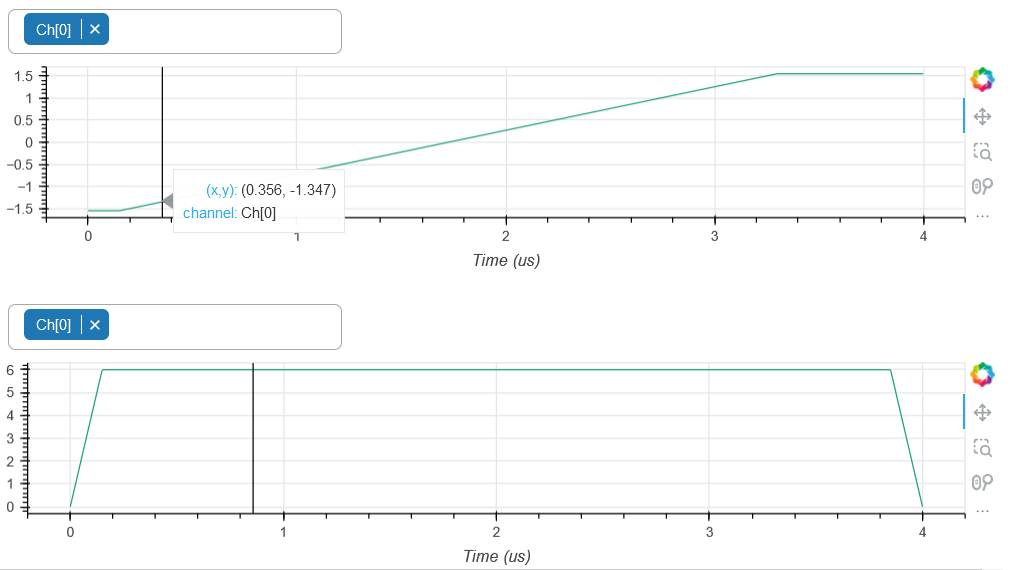 Ch[0] ✕
1.5
1
0.5
0
−0.5
−1
−1.5
(x,y): (0.356, -1.347)
channel: Ch[0]
0 1 2 3 4
Time (us)
...
Ch[0] ✕
6
5
4
3
2
1
0
0 1 2 3 4
Time (us)
...